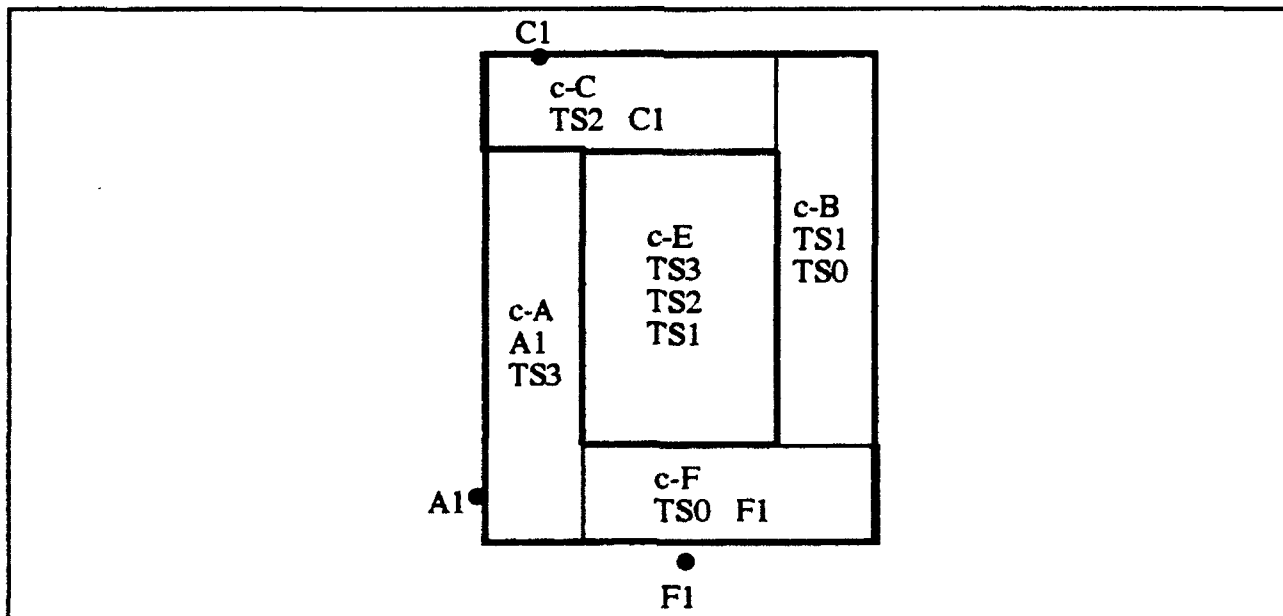 C1
c-C
TS2 C1
c-B
TS1
TS0
c-E
TS3
TS2
TS1
c-A
A1
TS3
c-F
TS0 F1
A1
F1